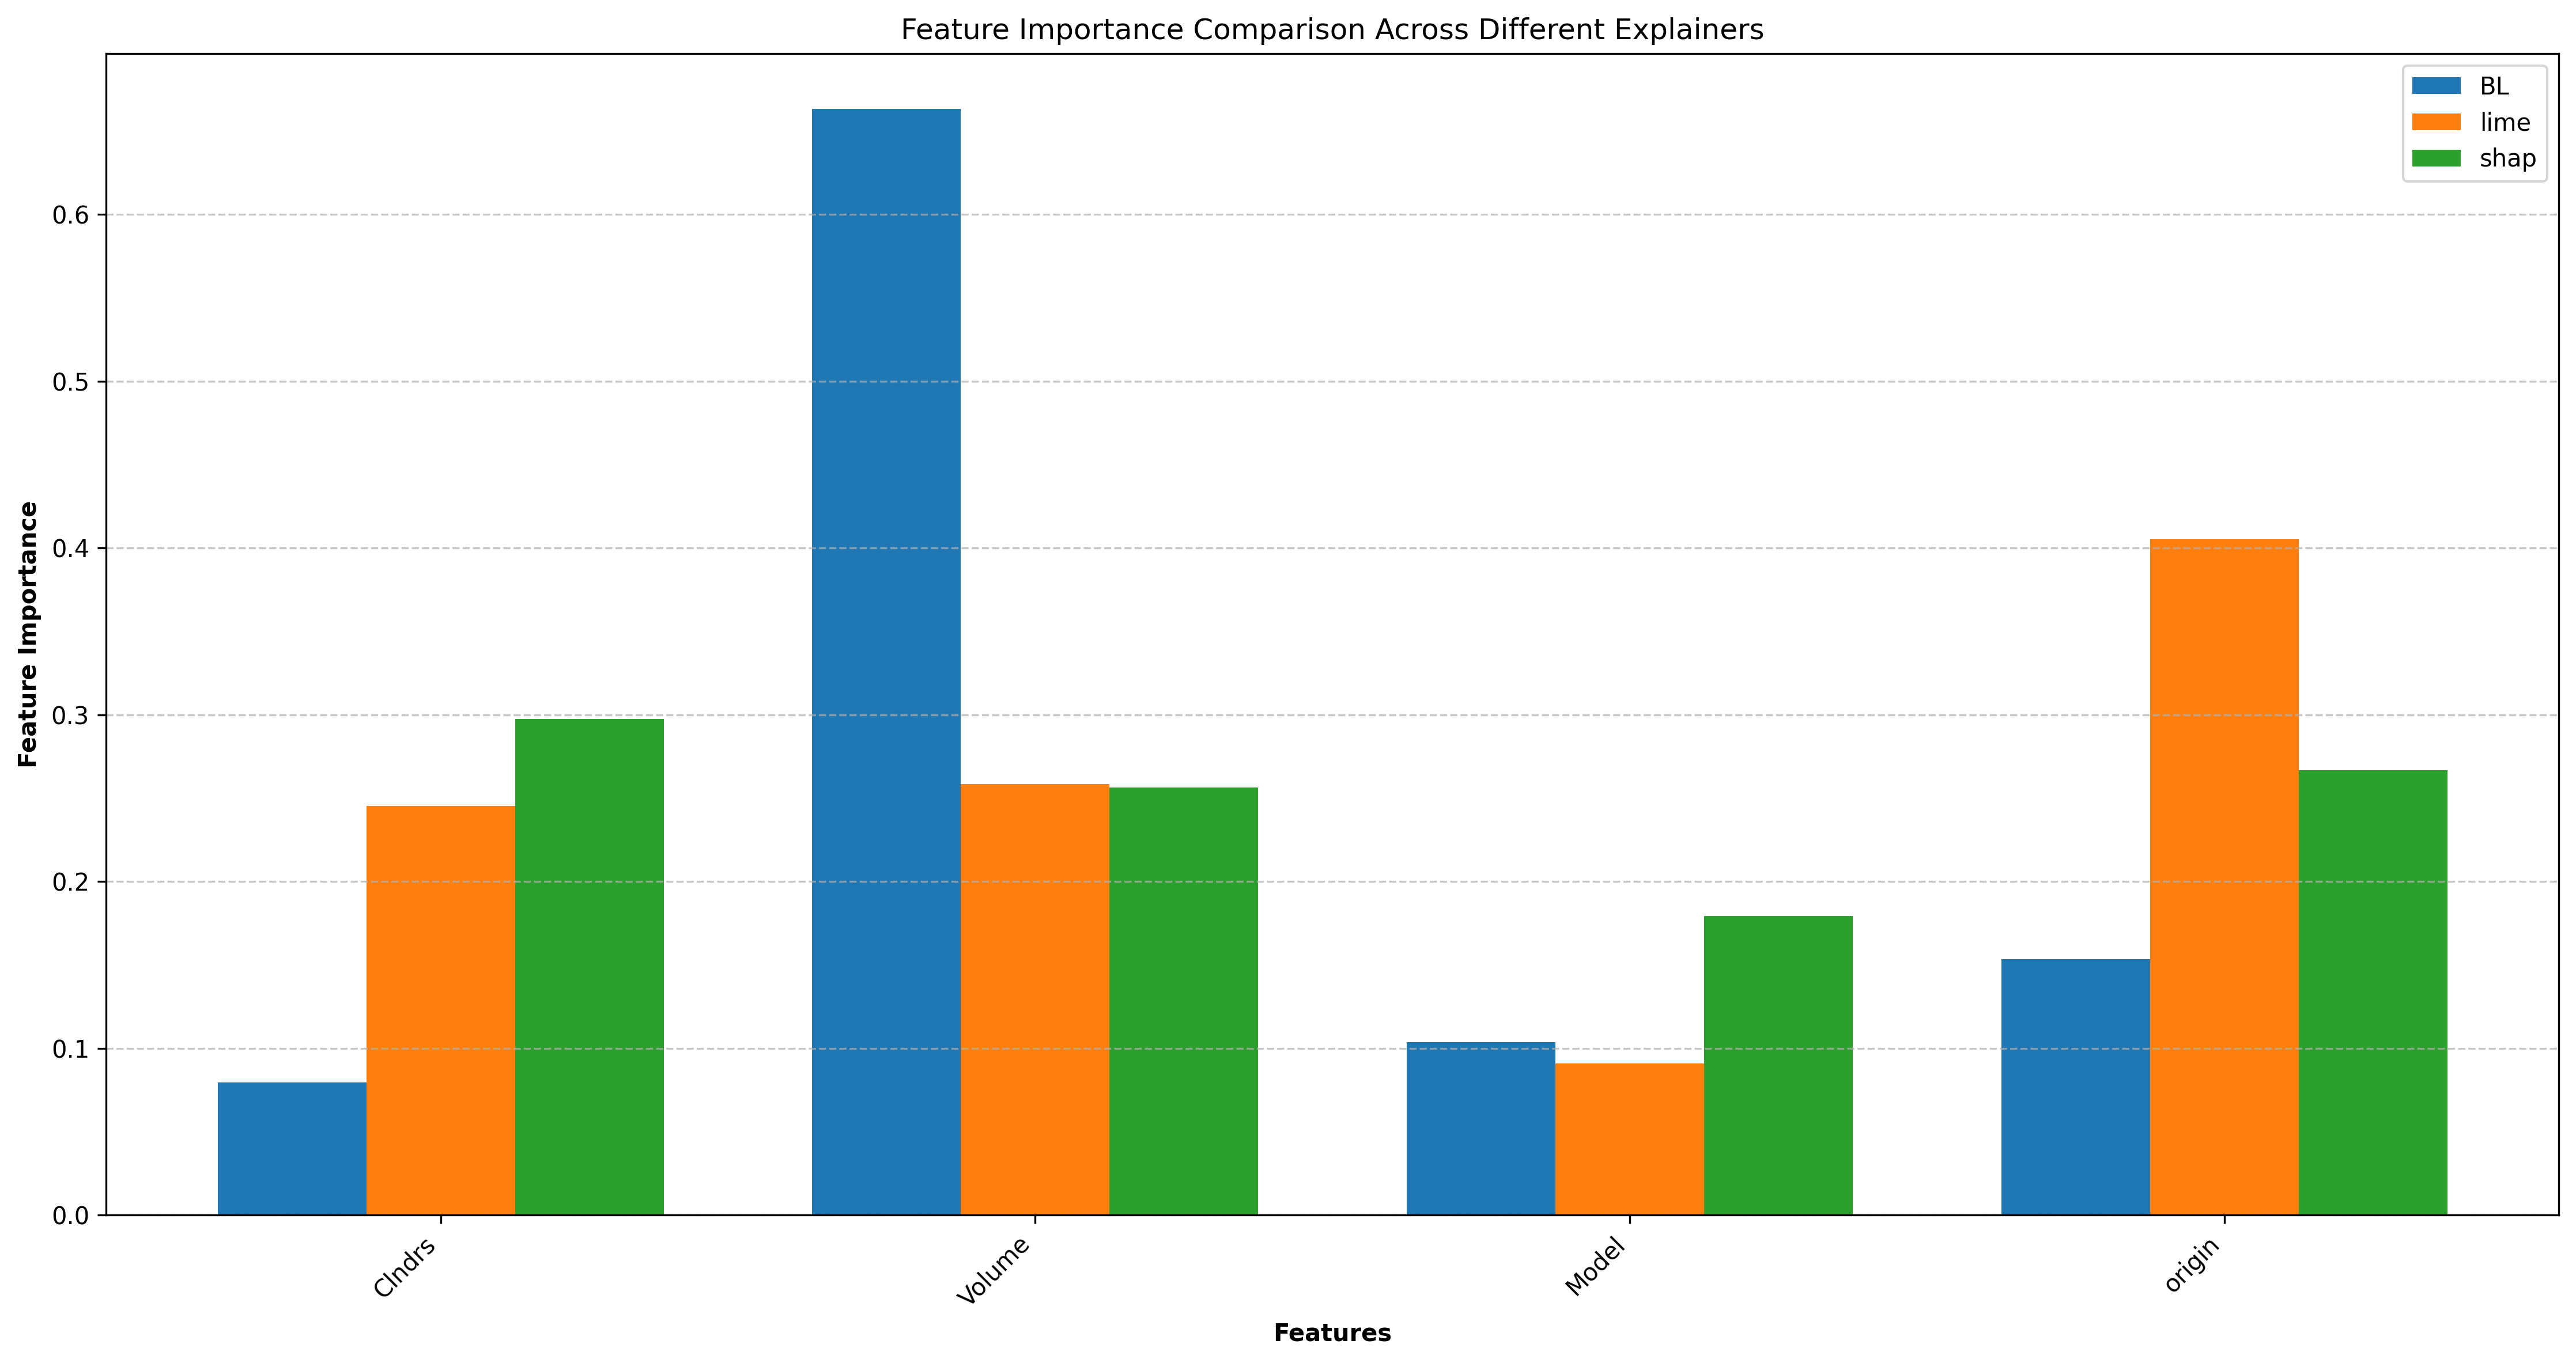 Feature Importance Comparison Across Different Explainers
BL
lime
shap
Feature Importance
0.6
0.5
0.4
0.3
0.2
0.1
0.0
Clndrs
Volume
Model
origin
Features